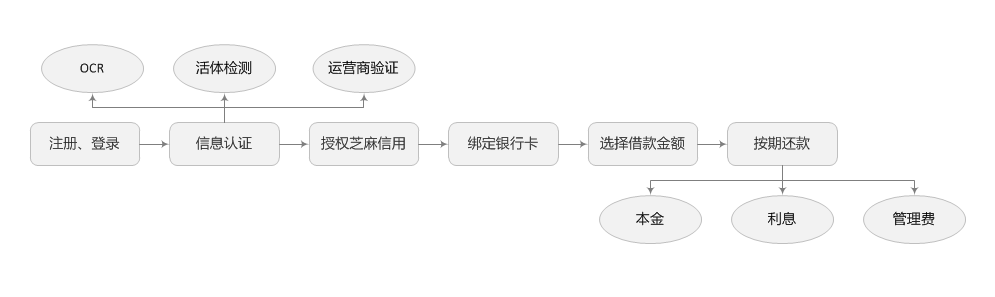 OCR
活体检测
运营商验证
注册、登录
信息认证
授权芝麻信用
绑定银行卡
选择借款金额
按期还款
本金
利息
管理费